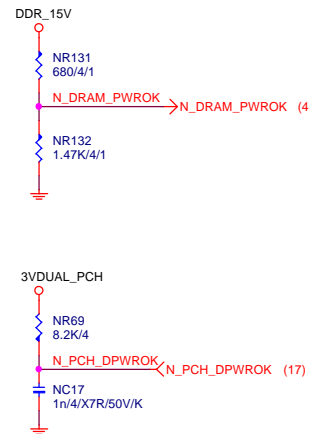 DDR_15V
NR131
680/4/1
N_DRAM_PWROK
N_DRAM_PWROK (4
NR132
1.47K/4/1
3VDUAL_PCH
NR69
8.2K/4
N_PCH_DPWROK
N_PCH_DPWROK (17)
NC17
1n/4/X7R/50V/K